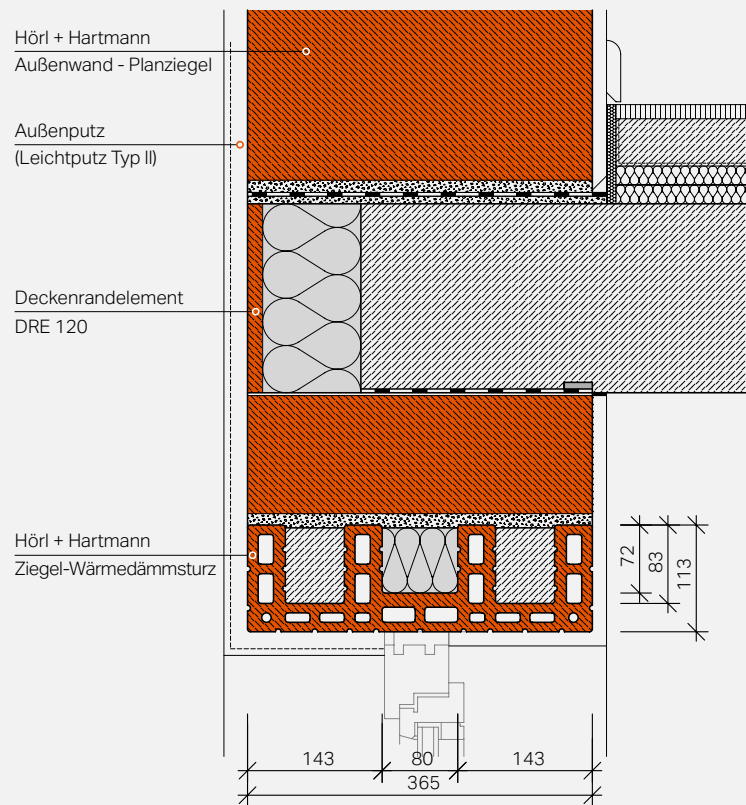 Hörl + Hartmann
Außenwand - Planziegel
Außenputz
(Leichtputz Typ II)
Deckenrandelement
DRE 120
Hörl + Hartmann
Ziegel-Wärmedämmsturz
72
83
113
143
80
143
365